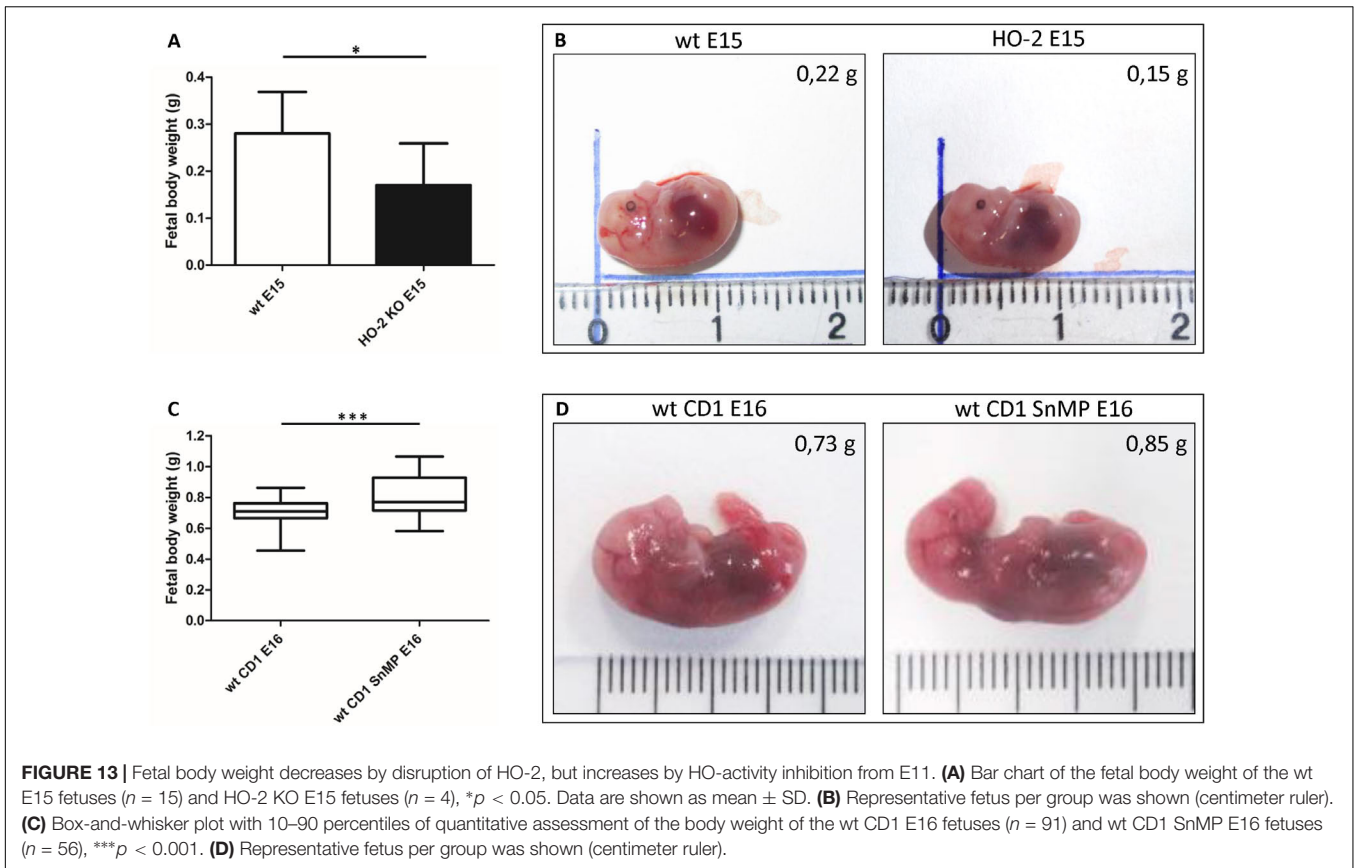 A
*
Fetal body weight (g)
0.4
0.3
0.2
0.1
0.0
wt E15
HO-2 KO E15
B
wt E15
0,22 g
0 1 2
HO-2 E15
0,15 g
0 1 2
C
***
Fetal body weight (g)
1.2
1.0
0.8
0.6
0.4
0.2
0.0
wt CD1 E16
wt CD1 SnMP E16
D
wt CD1 E16
0,73 g
wt CD1 SnMP E16
0,85 g
FIGURE 13 | Fetal body weight decreases by disruption of HO-2, but increases by HO-activity inhibition from E11. (A) Bar chart of the fetal body weight of the wt
E15 fetuses (n = 15) and HO-2 KO E15 fetuses (n = 4), *p < 0.05. Data are shown as mean ± SD. (B) Representative fetus per group was shown (centimeter ruler).
(C) Box-and-whisker plot with 10–90 percentiles of quantitative assessment of the body weight of the wt CD1 E16 fetuses (n = 91) and wt CD1 SnMP E16 fetuses
(n = 56), ***p < 0.001. (D) Representative fetus per group was shown (centimeter ruler).